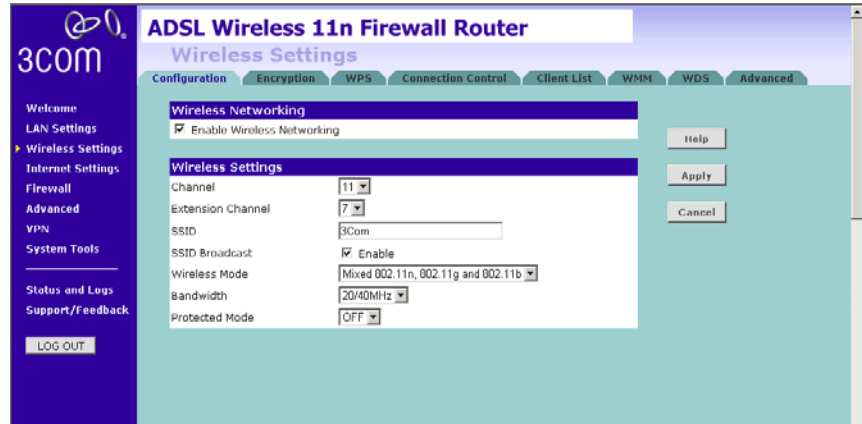 3COM
ADSL Wireless 11n Firewall Router
Wireless Settings
Configuration Encryption WPS Connection Control Client List WMM WDS Advanced
Welcome
LAN Settings
Wireless Settings
Internet Settings
Firewall
Advanced
VPN
System Tools
Status and Logs
Support/Feedback
LOG OUT
Wireless Networking
Enable Wireless Networking
Wireless Settings
Channel 11
Extension Channel 7
SSID 3Com
SSID Broadcast Enable
Wireless Mode Mixed 802.11n, 802.11g and 802.11b
Bandwidth 20/40MHz
Protected Mode OFF
Help
Apply
Cancel